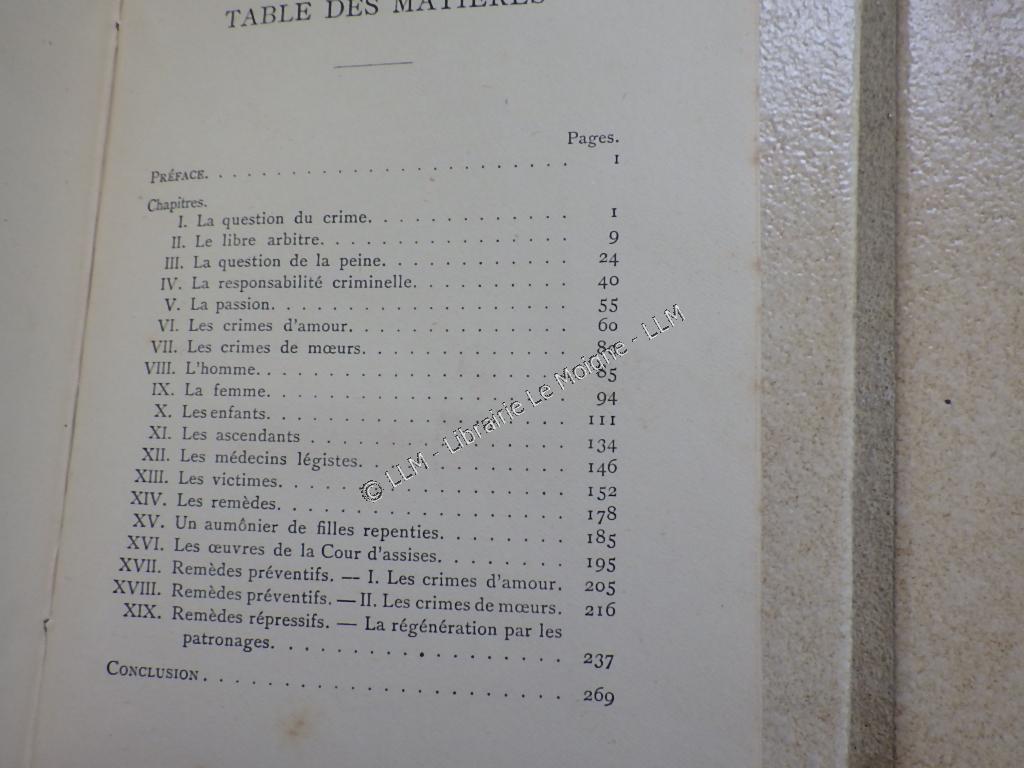 TABLE DES MATIÈRES
Pages.
PRÉFACE. . . . . . . . . . . . . . . . . . . . . . . 1
Chapitres.
I. La question du crime. . . . . . . . . . . . . 1
II. Le libre arbitre. . . . . . . . . . . . . . . . 9
III. La question de la peine. . . . . . . . . . . . 24
IV. La responsabilité criminelle. . . . . . . . . . 40
V. La passion. . . . . . . . . . . . . . . . . . 55
VI. Les crimes d'amour. . . . . . . . . . . . . . 60
VII. Les crimes de mœurs. . . . . . . . . . . . .
VIII. L'homme. . . . . . . . . . . . . . . . . . . 85
IX. La femme. . . . . . . . . . . . . . . . . . 94
X. Les enfants. . . . . . . . . . . . . . . . . . 111
XI. Les ascendants . . . . . . . . . . . . . . . 134
XII. Les médecins légistes. . . . . . . . . . . . . 146
XIII. Les victimes. . . . . . . . . . . . . . . . . 152
XIV. Les remèdes. . . . . . . . . . . . . . . . . 178
XV. Un aumônier de filles repenties. . . . . . . . 185
XVI. Les œuvres de la Cour d'assises. . . . . . . . 195
XVII. Remèdes préventifs. — I. Les crimes d'amour. 205
XVIII. Remèdes préventifs. — II. Les crimes de mœurs. 216
XIX. Remèdes répressifs. — La régénération par les
patronages. . . . . . . . . . . . . . . . . . 237
CONCLUSION . . . . . . . . . . . . . . . . . . . . . . 269
© LLM - Librairie Le Moigne - LLM